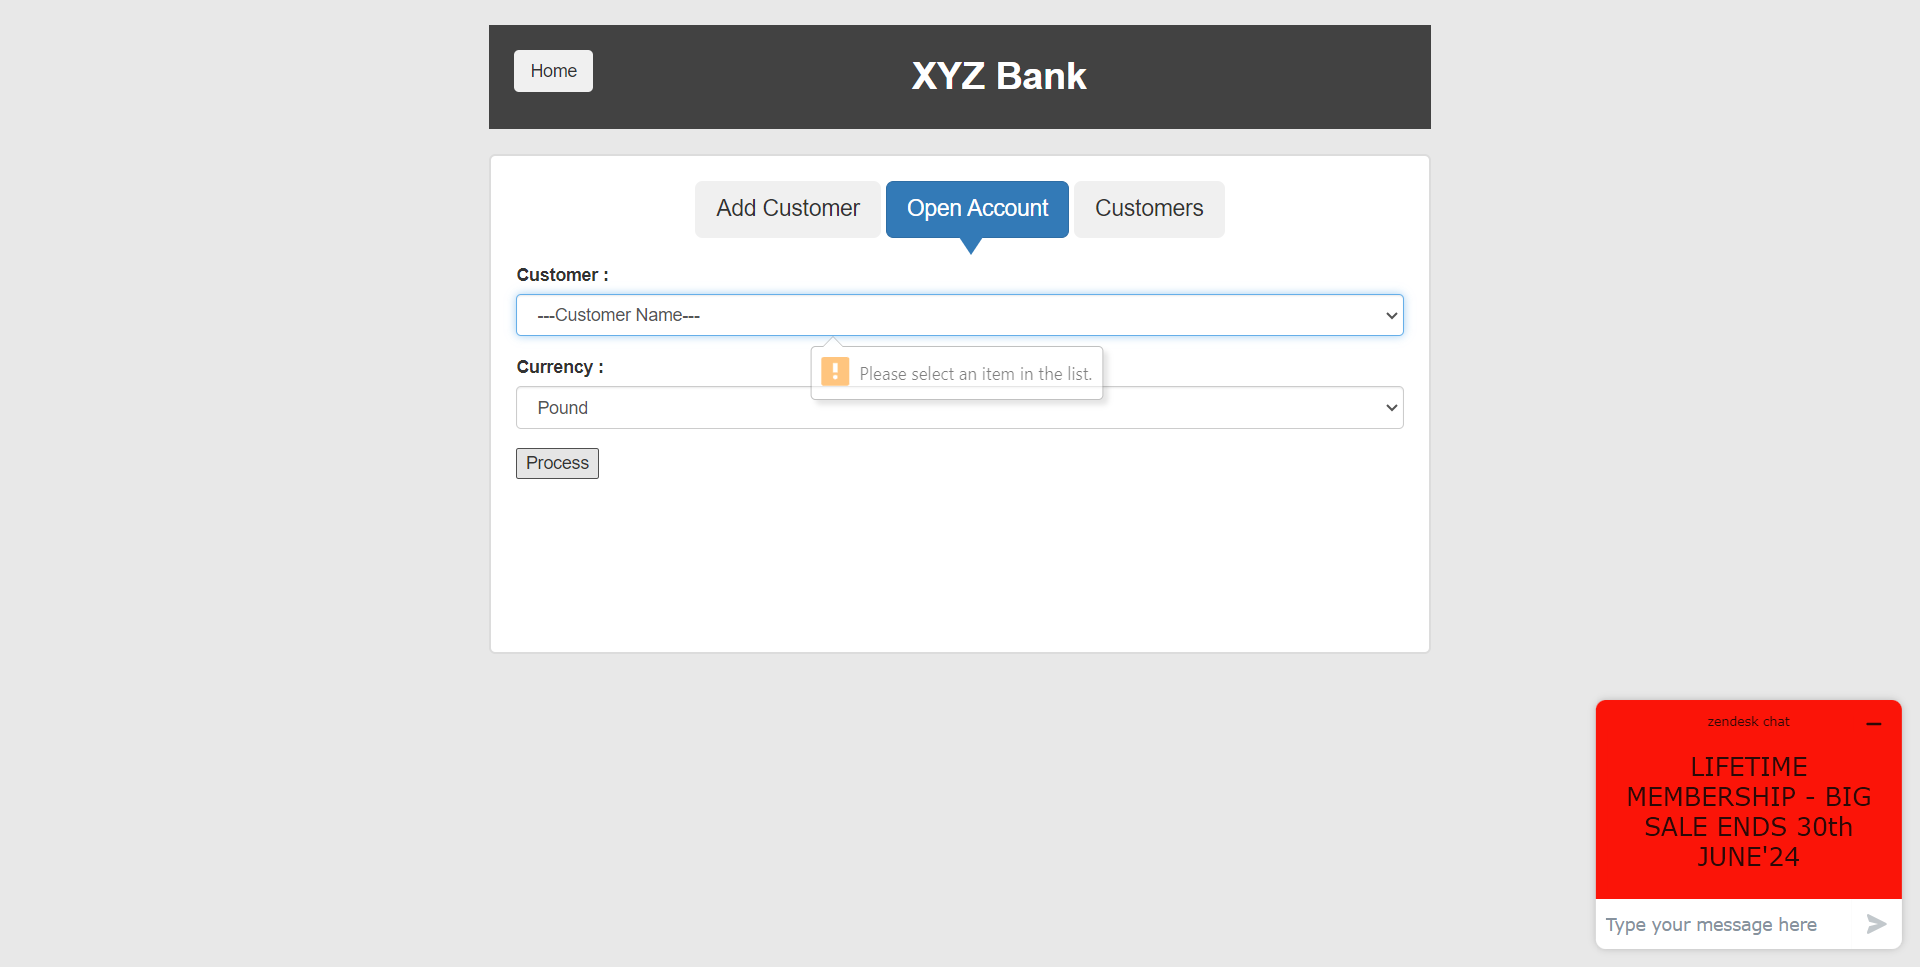 Home
XYZ Bank
Add Customer
Open Account
Customers
Customer :
---Customer Name---
Please select an item in the list.
Currency :
Pound
Process
zendesk chat
LIFETIME
MEMBERSHIP - BIG
SALE ENDS 30th
JUNE'24
Type your message here